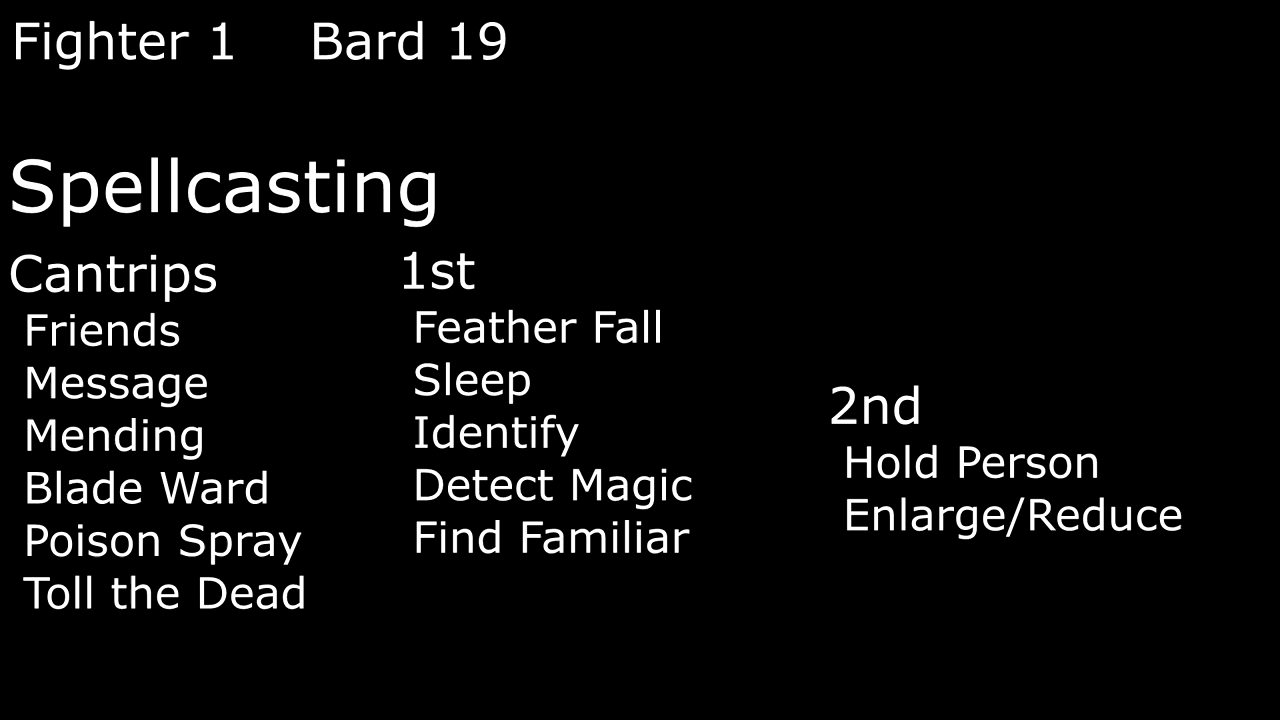 Fighter 1    Bard 19
Spellcasting
Cantrips
Friends
Message
Mending
Blade Ward
Poison Spray
Toll the Dead
1st
Feather Fall
Sleep
Identify
Detect Magic
Find Familiar
2nd
Hold Person
Enlarge/Reduce